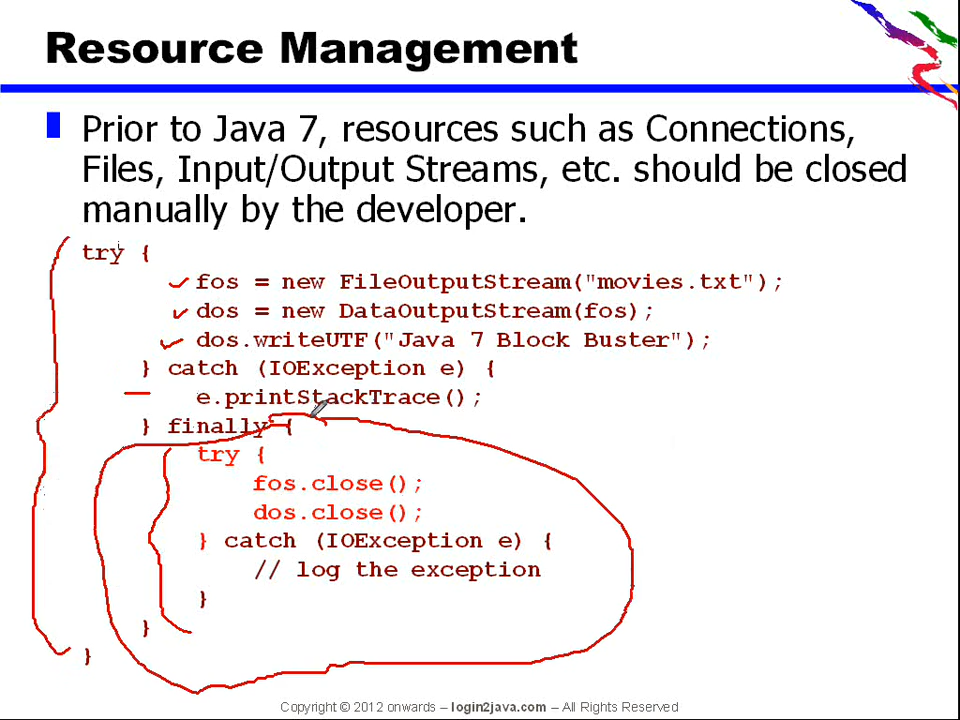 Resource Management
Prior to Java 7, resources such as Connections,
Files, Input/Output Streams, etc. should be closed
manually by the developer.
try {
fos = new FileOutputStream("movies.txt");
dos = new DataOutputStream(fos);
dos.writeUTF("Java 7 Block Buster");
} catch (IOException e) {
e.printStackTrace();
} finally {
try {
fos.close();
dos.close();
} catch (IOException e) {
// log the exception
}
}
}
Copyright © 2012 onwards – login2java.com – All Rights Reserved